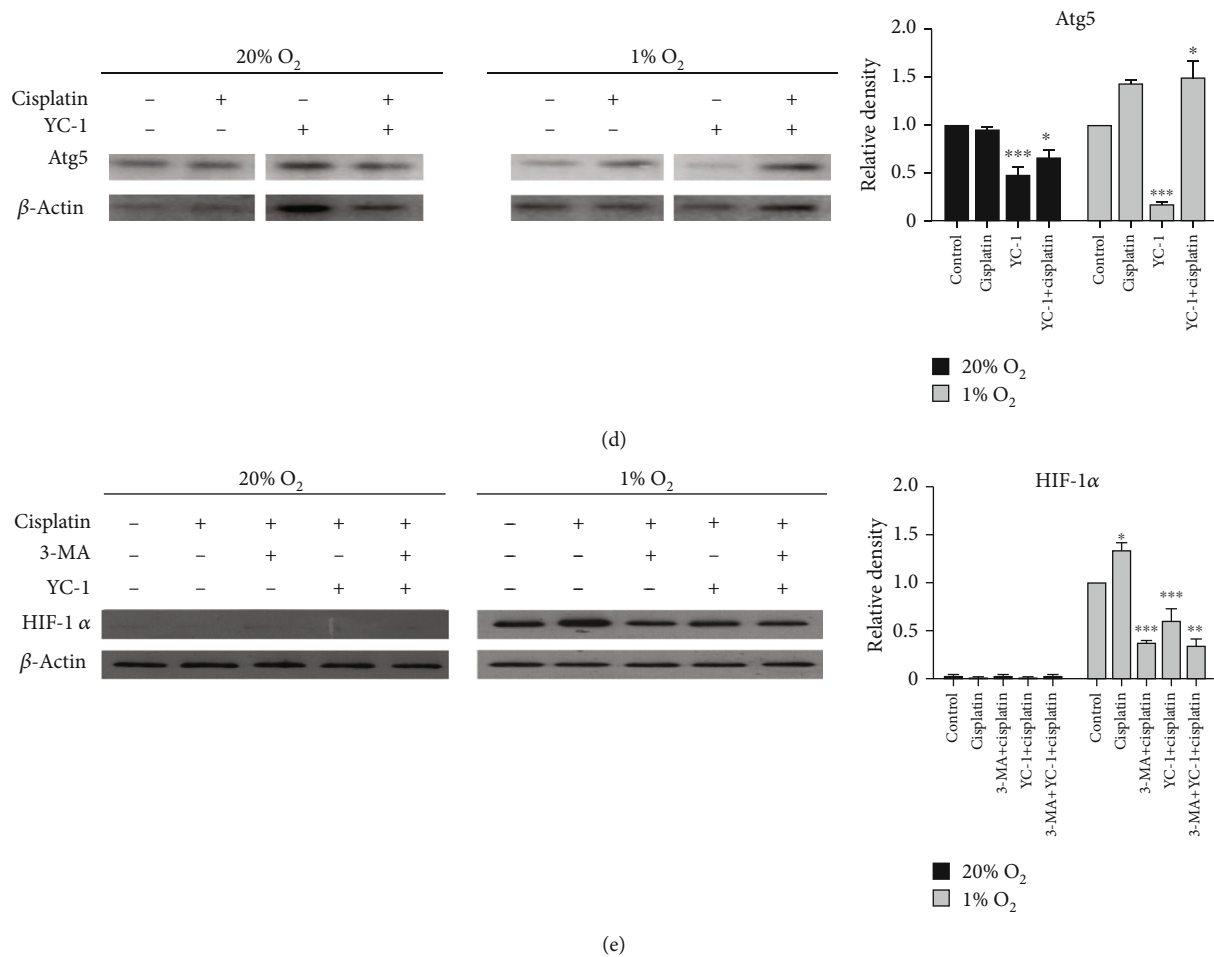 20% O2 1% O2
Cisplatin – + – + – + – +
YC-1 – – + + – – + +
Atg5
β-Actin
Atg5
Relative density
2.0
1.5
1.0
0.5
0
*** * *** *
Control Cisplatin YC-1 YC-1+cisplatin Control Cisplatin YC-1 YC-1+cisplatin
20% O2
1% O2
(d)
20% O2 1% O2
Cisplatin – + + + + – + + + +
3-MA – – + – + – – + – +
YC-1 – – – + + – – – + +
HIF-1 α
β-Actin
HIF-1α
Relative density
2.0
1.5
1.0
0.5
0
* *** *** **
Control Cisplatin 3-MA+cisplatin YC-1+cisplatin 3-MA+YC-1+cisplatin Control Cisplatin 3-MA+cisplatin YC-1+cisplatin 3-MA+YC-1+cisplatin
20% O2
1% O2
(e)